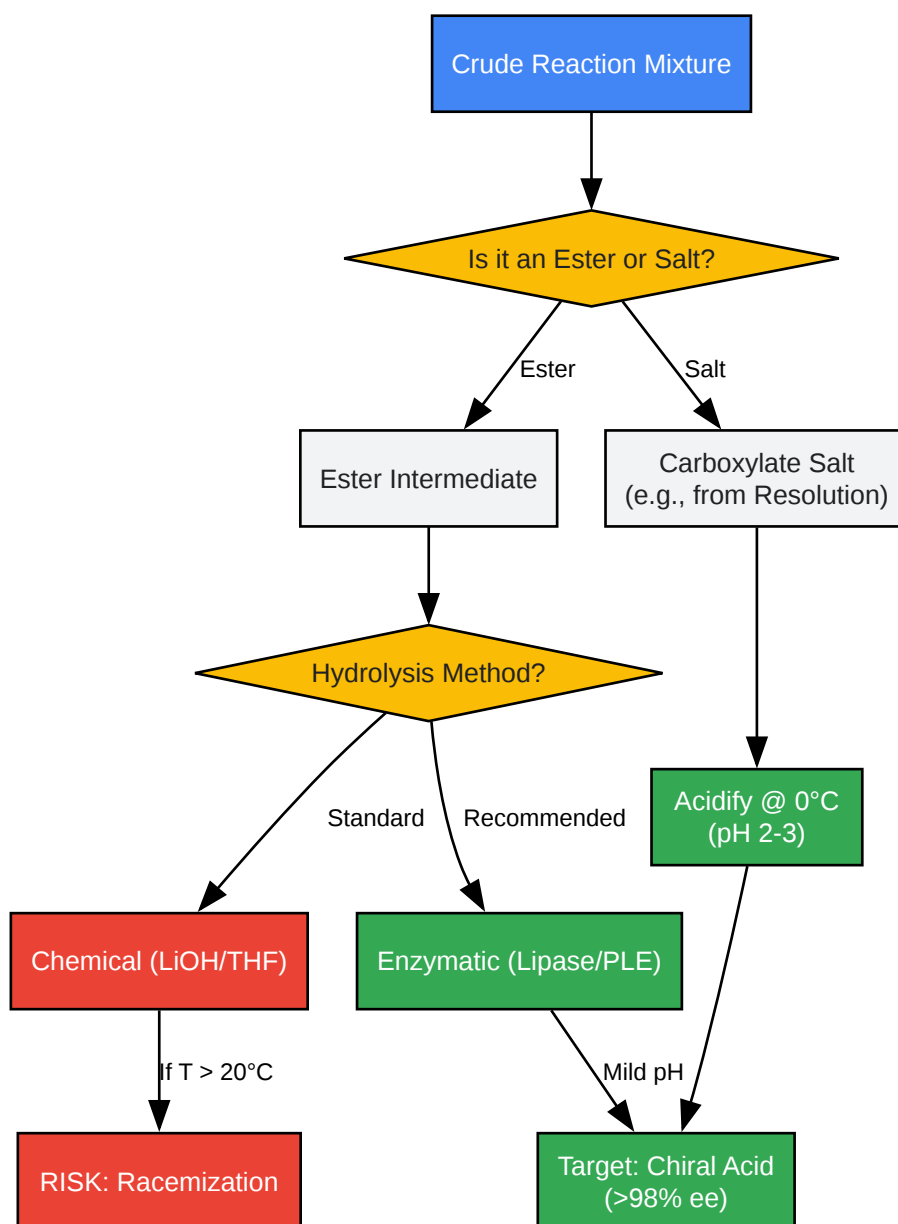 Crude Reaction Mixture
Is it an Ester or Salt?
Ester
Salt
Ester Intermediate
Carboxylate Salt
(e.g., from Resolution)
Hydrolysis Method?
Standard
Recommended
Acidify @ 0°C
(pH 2-3)
Chemical (LiOH/THF)
Enzymatic (Lipase/PLE)
If T > 20°C
Mild pH
RISK: Racemization
Target: Chiral Acid
(>98% ee)